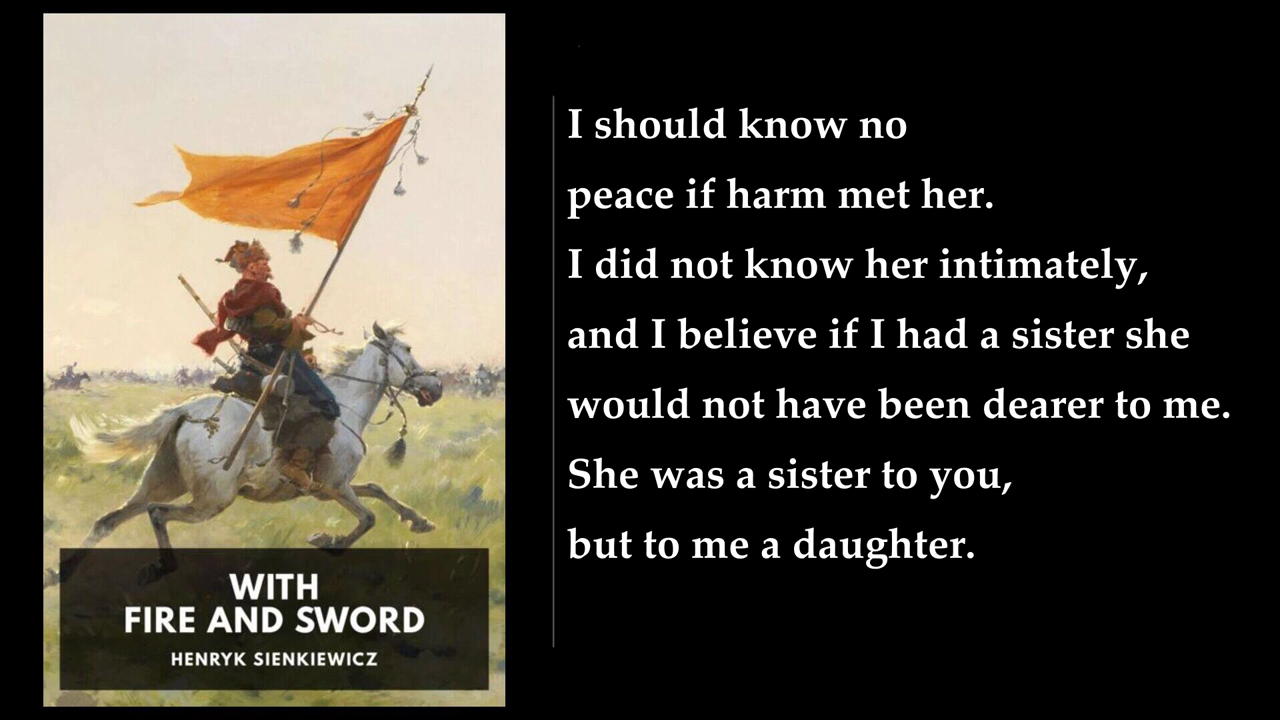 WITH
FIRE AND SWORD
HENRYK SIENKIEWICZ
I should know no
peace if harm met her.
I did not know her intimately,
and I believe if I had a sister she
would not have been dearer to me.
She was a sister to you,
but to me a daughter.